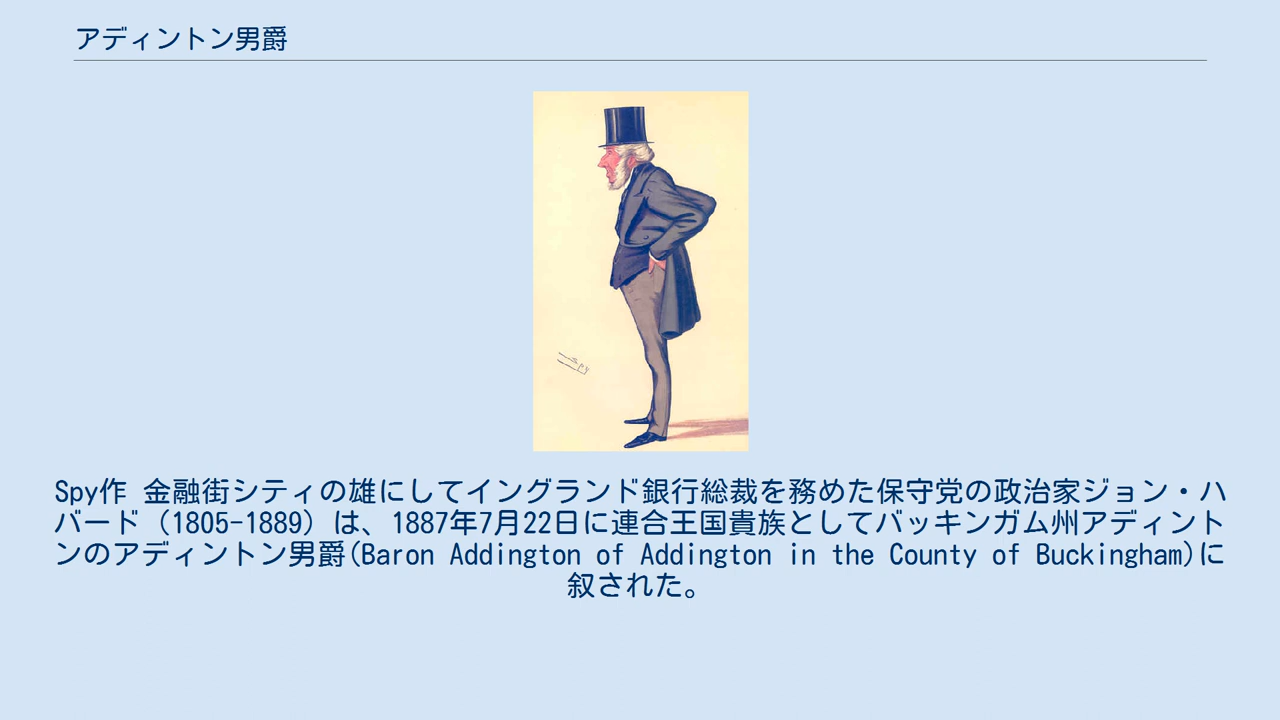 アディントン男爵
Spy
Spy作 金融街シティの雄にしてイングランド銀行総裁を務めた保守党の政治家ジョン・ハ
バード（1805-1889）は、1887年7月22日に連合王国貴族としてバッキンガム州アディント
ンのアディントン男爵(Baron Addington of Addington in the County of Buckingham)に
叙された。